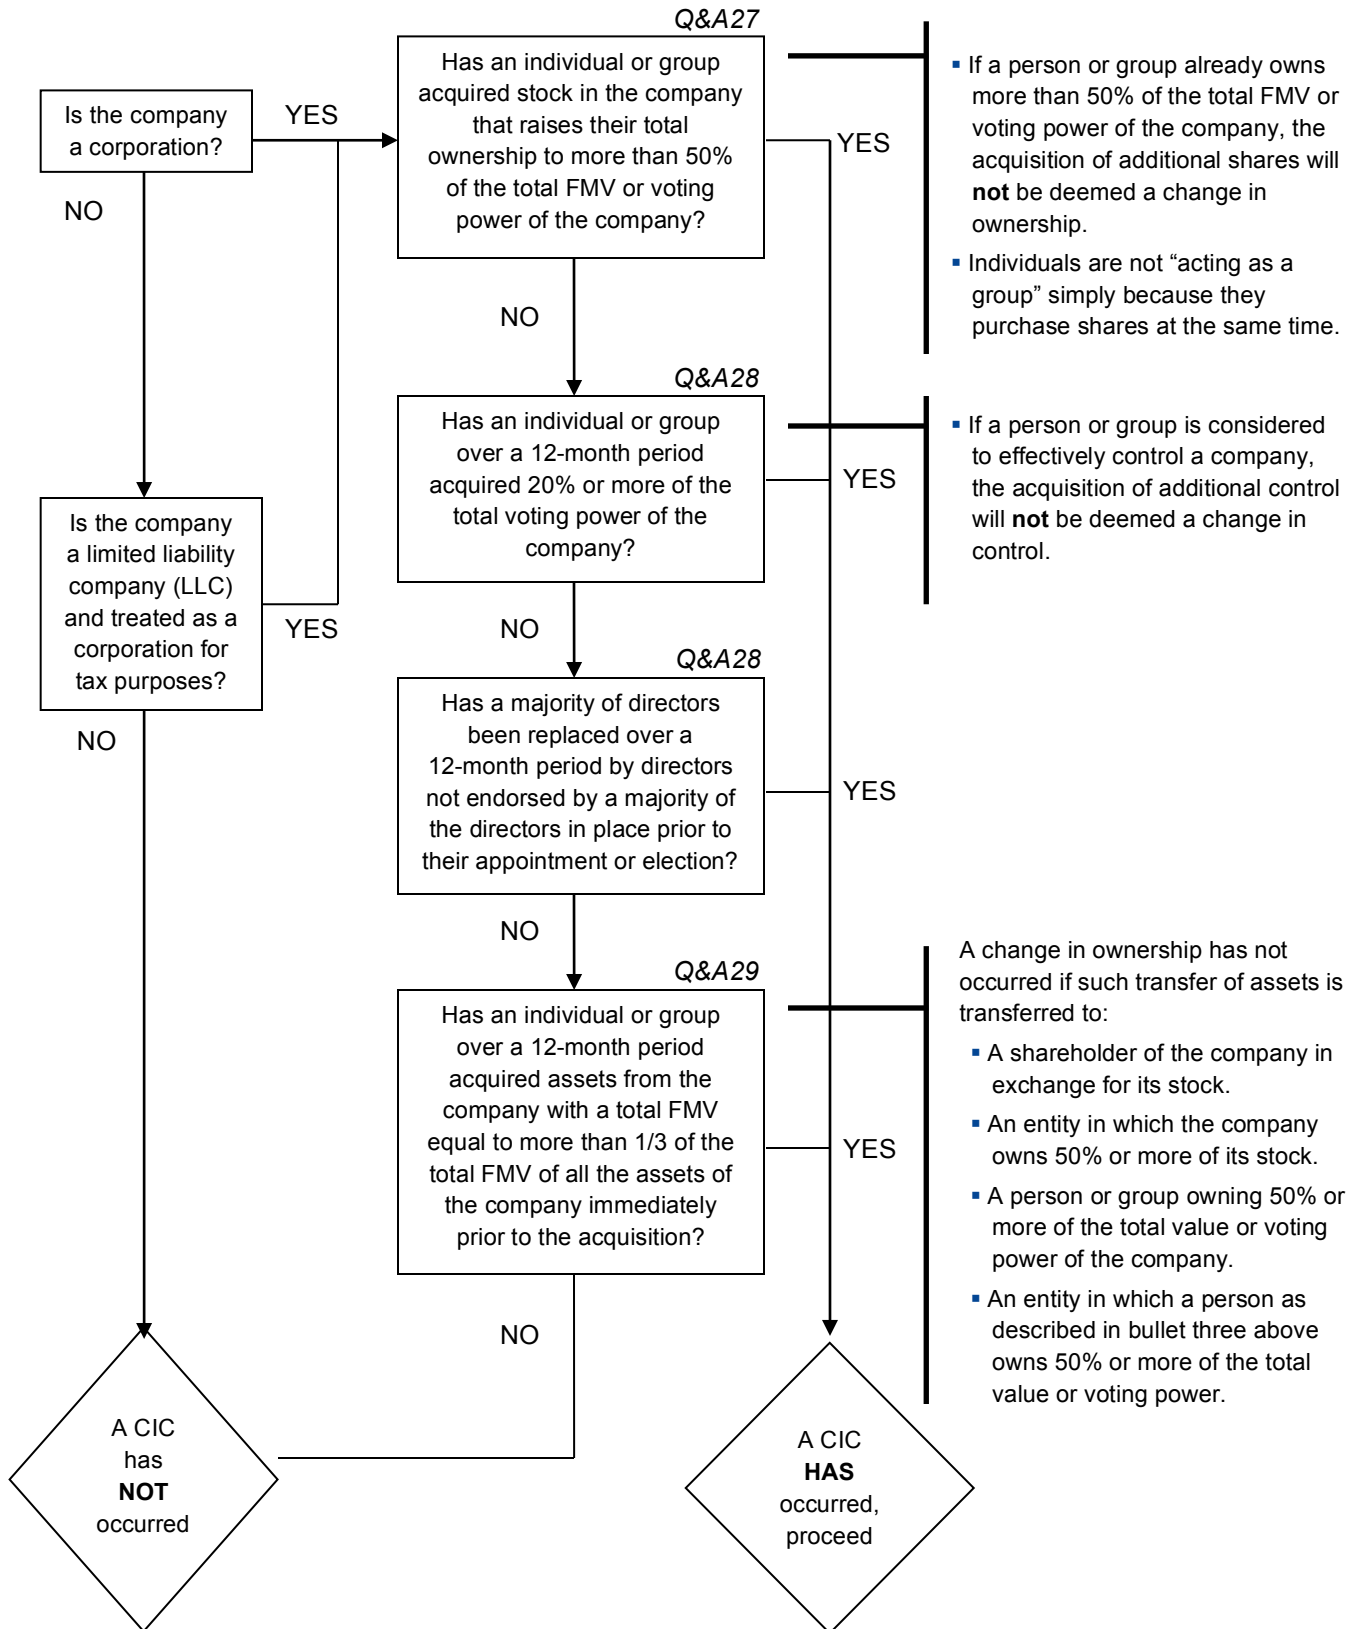 Is the company
a corporation?
YES
NO
Is the company
a limited liability
company (LLC)
and treated as a
corporation for
tax purposes?
YES
NO
A CIC
has
NOT
occurred
Q&A27
Has an individual or group
acquired stock in the company
that raises their total
ownership to more than 50%
of the total FMV or voting
power of the company?
YES
NO
▪ If a person or group already owns
more than 50% of the total FMV or
voting power of the company, the
acquisition of additional shares will
not be deemed a change in
ownership.
▪ Individuals are not “acting as a
group” simply because they
purchase shares at the same time.
Q&A28
Has an individual or group
over a 12-month period
acquired 20% or more of the
total voting power of the
company?
YES
NO
▪ If a person or group is considered
to effectively control a company,
the acquisition of additional control
will not be deemed a change in
control.
Q&A28
Has a majority of directors
been replaced over a
12-month period by directors
not endorsed by a majority of
the directors in place prior to
their appointment or election?
YES
NO
Q&A29
Has an individual or group
over a 12-month period
acquired assets from the
company with a total FMV
equal to more than 1/3 of the
total FMV of all the assets of
the company immediately
prior to the acquisition?
YES
NO
A change in ownership has not
occurred if such transfer of assets is
transferred to:
▪ A shareholder of the company in
exchange for its stock.
▪ An entity in which the company
owns 50% or more of its stock.
▪ A person or group owning 50% or
more of the total value or voting
power of the company.
▪ An entity in which a person as
described in bullet three above
owns 50% or more of the total
value or voting power.
A CIC
HAS
occurred,
proceed